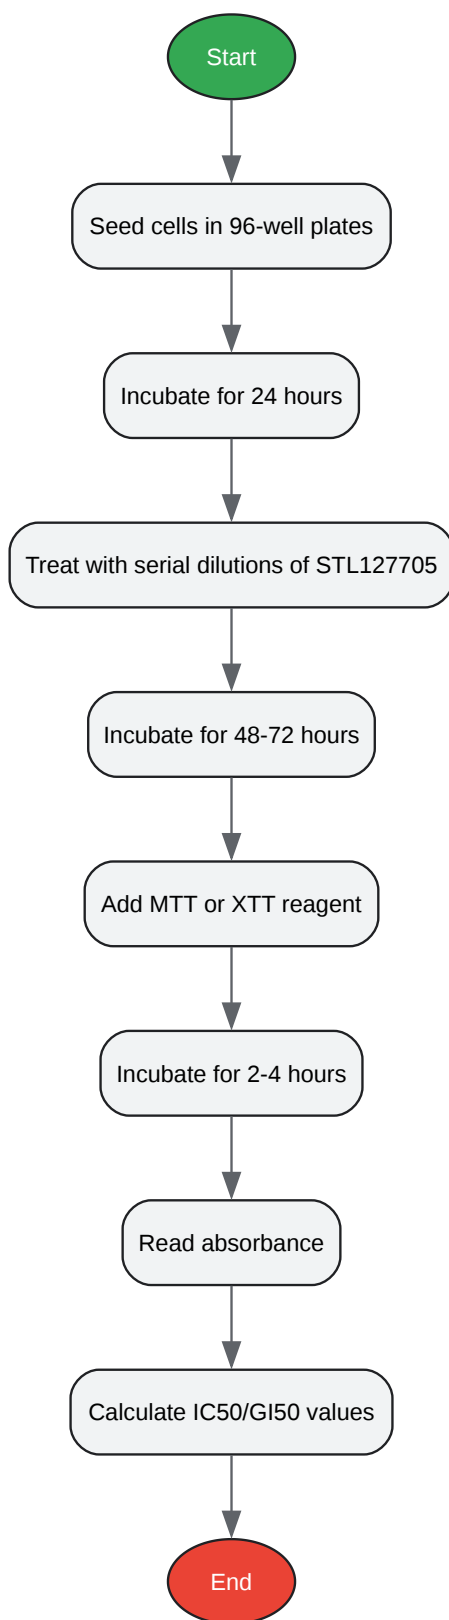 Start
Seed cells in 96-well plates
Incubate for 24 hours
Treat with serial dilutions of STL127705
Incubate for 48-72 hours
Add MTT or XTT reagent
Incubate for 2-4 hours
Read absorbance
Calculate IC50/GI50 values
End